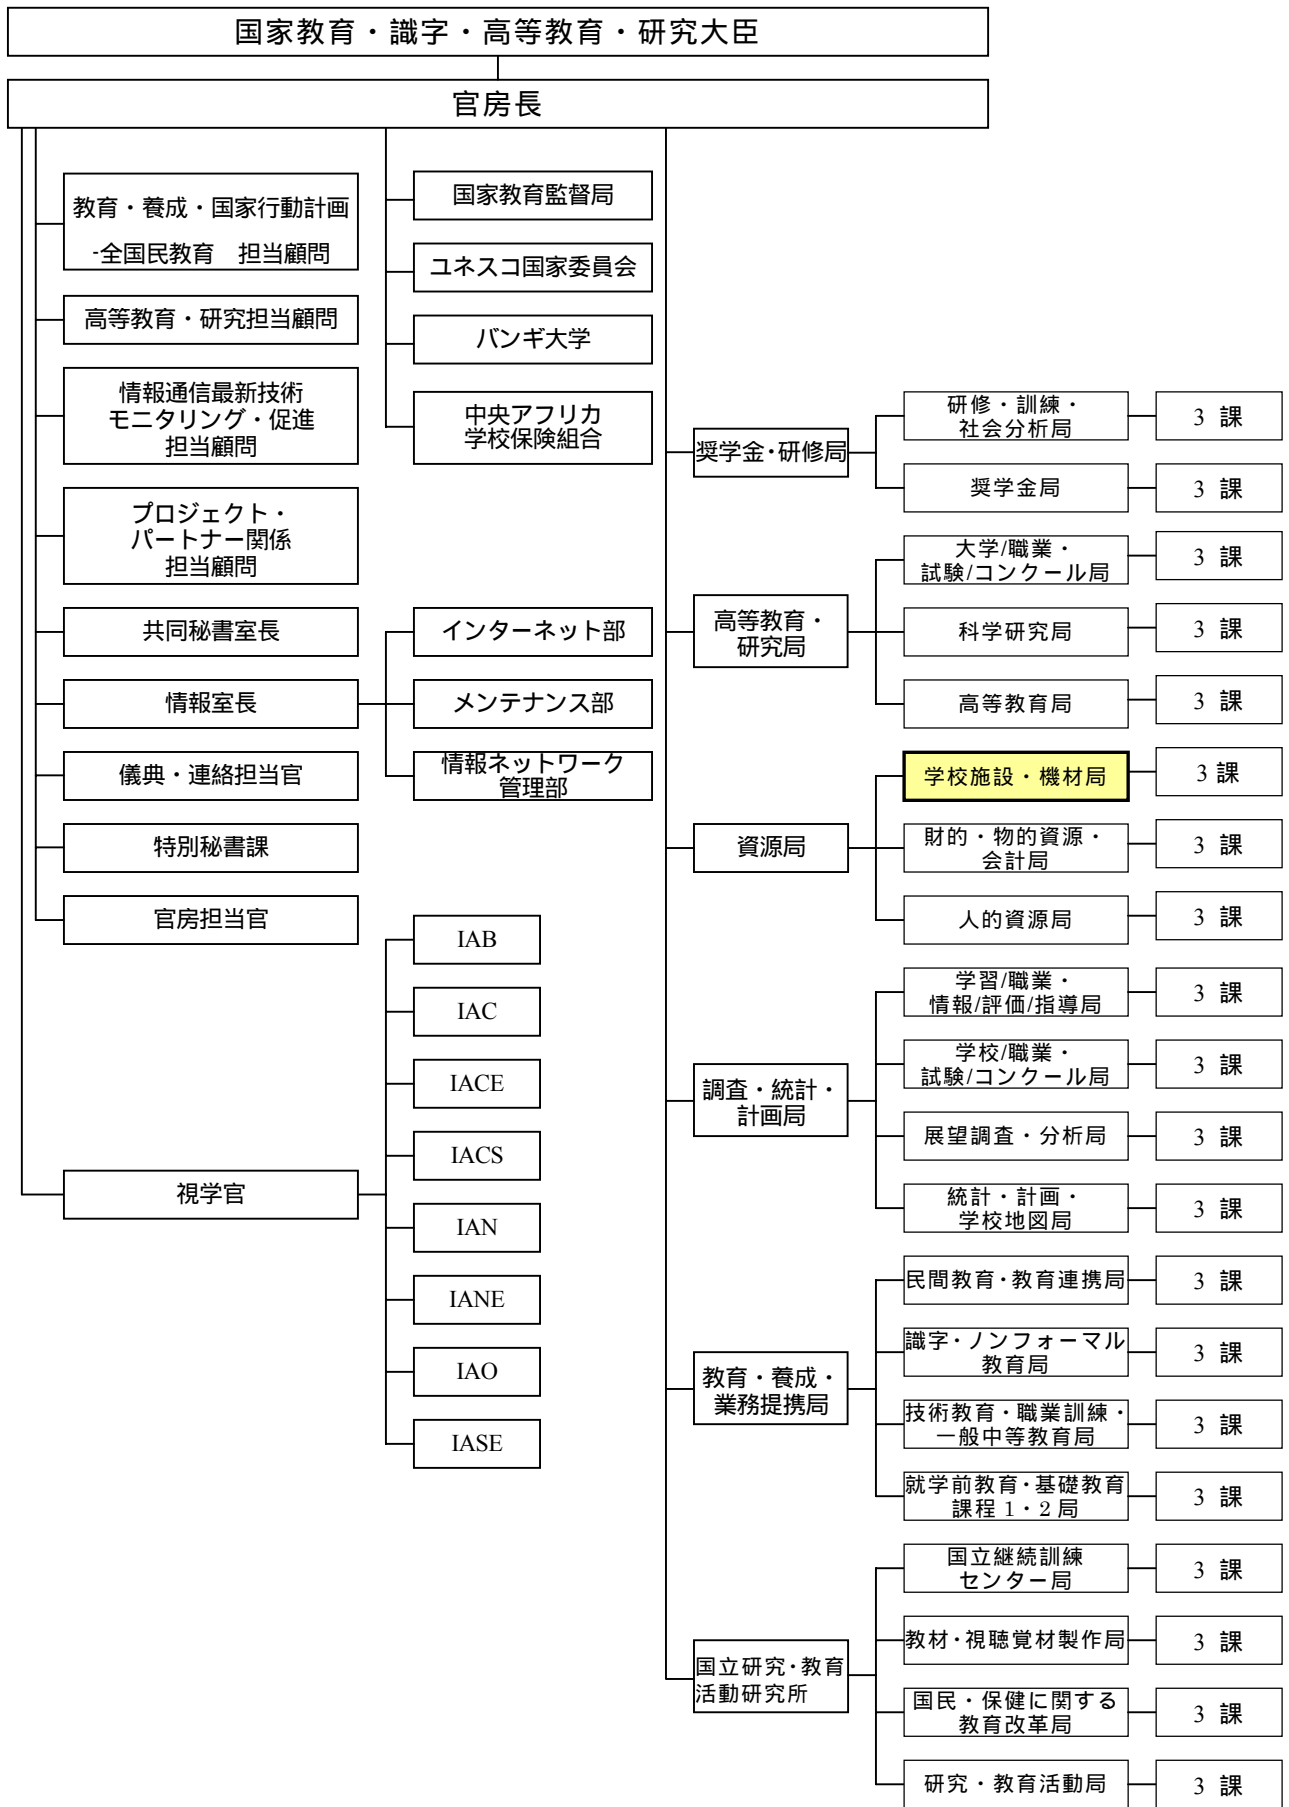 国家教育・識字・高等教育・研究大臣
官房長
教育・養成・国家行動計画
-全国民教育　担当顧問
高等教育・研究担当顧問
情報通信最新技術
モニタリング・促進
担当顧問
プロジェクト・
パートナー関係
担当顧問
共同秘書室長
情報室長
儀典・連絡担当官
特別秘書課
官房担当官
視学官
国家教育監督局
ユネスコ国家委員会
バンギ大学
中央アフリカ
学校保険組合
インターネット部
メンテナンス部
情報ネットワーク
管理部
IAB
IAC
IACE
IACS
IAN
IANE
IAO
IASE
奨学金・研修局
研修・訓練・
社会分析局
3 課
奨学金局
3 課
高等教育・
研究局
大学/職業・
試験/コンクール局
3 課
科学研究局
3 課
高等教育局
3 課
資源局
学校施設・機材局
3 課
財的・物的資源・
会計局
3 課
人的資源局
3 課
調査・統計・
計画局
学習/職業・
情報/評価/指導局
3 課
学校/職業・
試験/コンクール局
3 課
展望調査・分析局
3 課
統計・計画・
学校地図局
3 課
教育・養成・
業務提携局
民間教育・教育連携局
3 課
識字・ノンフォーマル
教育局
3 課
技術教育・職業訓練・
一般中等教育局
3 課
就学前教育・基礎教育
課程 1・2 局
3 課
国立研究・教育
活動研究所
国立継続訓練
センター局
3 課
教材・視聴覚材製作局
3 課
国民・保健に関する
教育改革局
3 課
研究・教育活動局
3 課